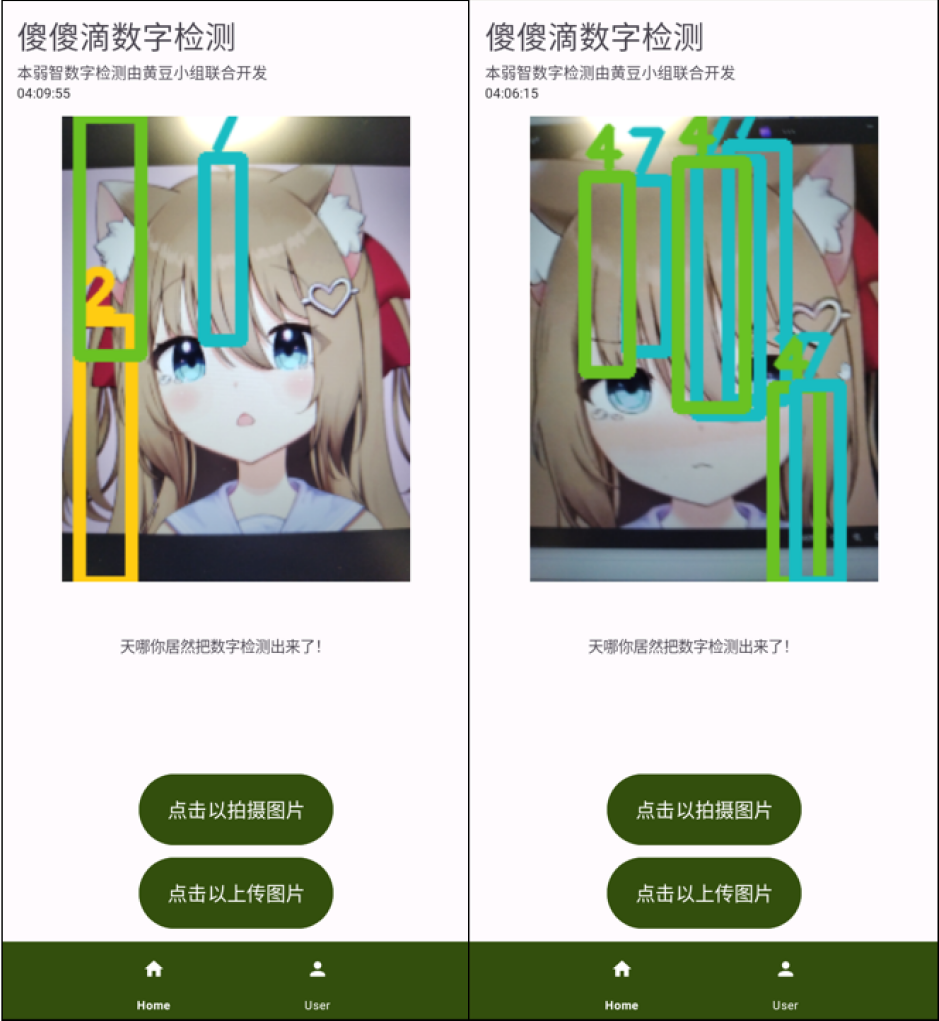 傻傻滴数字检测
本弱智数字检测由黄豆小组联合开发
04:09:55
2
天哪你居然把数字检测出来了！
点击以拍摄图片
点击以上传图片
Home
User
傻傻滴数字检测
本弱智数字检测由黄豆小组联合开发
04:06:15
4 7 4 7
4 7
天哪你居然把数字检测出来了！
点击以拍摄图片
点击以上传图片
Home
User